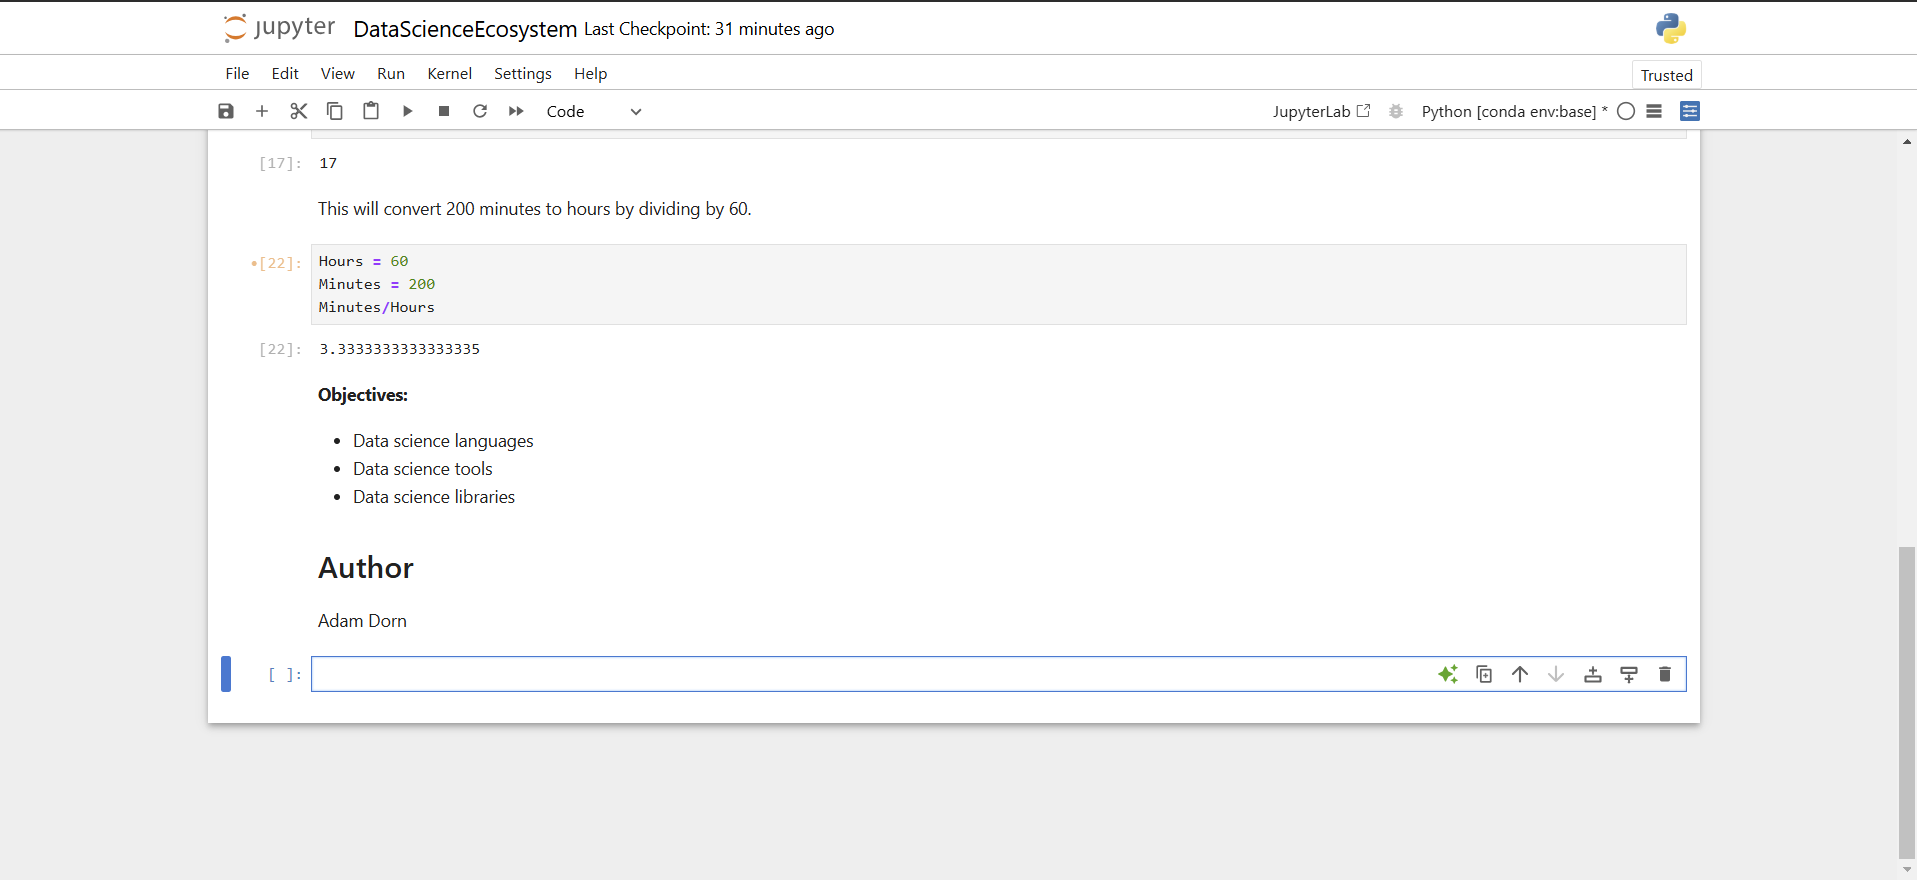 jupyter DataScienceEcosystem Last Checkpoint: 31 minutes ago
File Edit View Run Kernel Settings Help Trusted
Code JupyterLab Python [conda env:base] *
[17]: 17
This will convert 200 minutes to hours by dividing by 60.
•[22]: Hours = 60
Minutes = 200
Minutes/Hours
[22]: 3.3333333333333335
Objectives:
• Data science languages
• Data science tools
• Data science libraries
Author
Adam Dorn
[ ]: